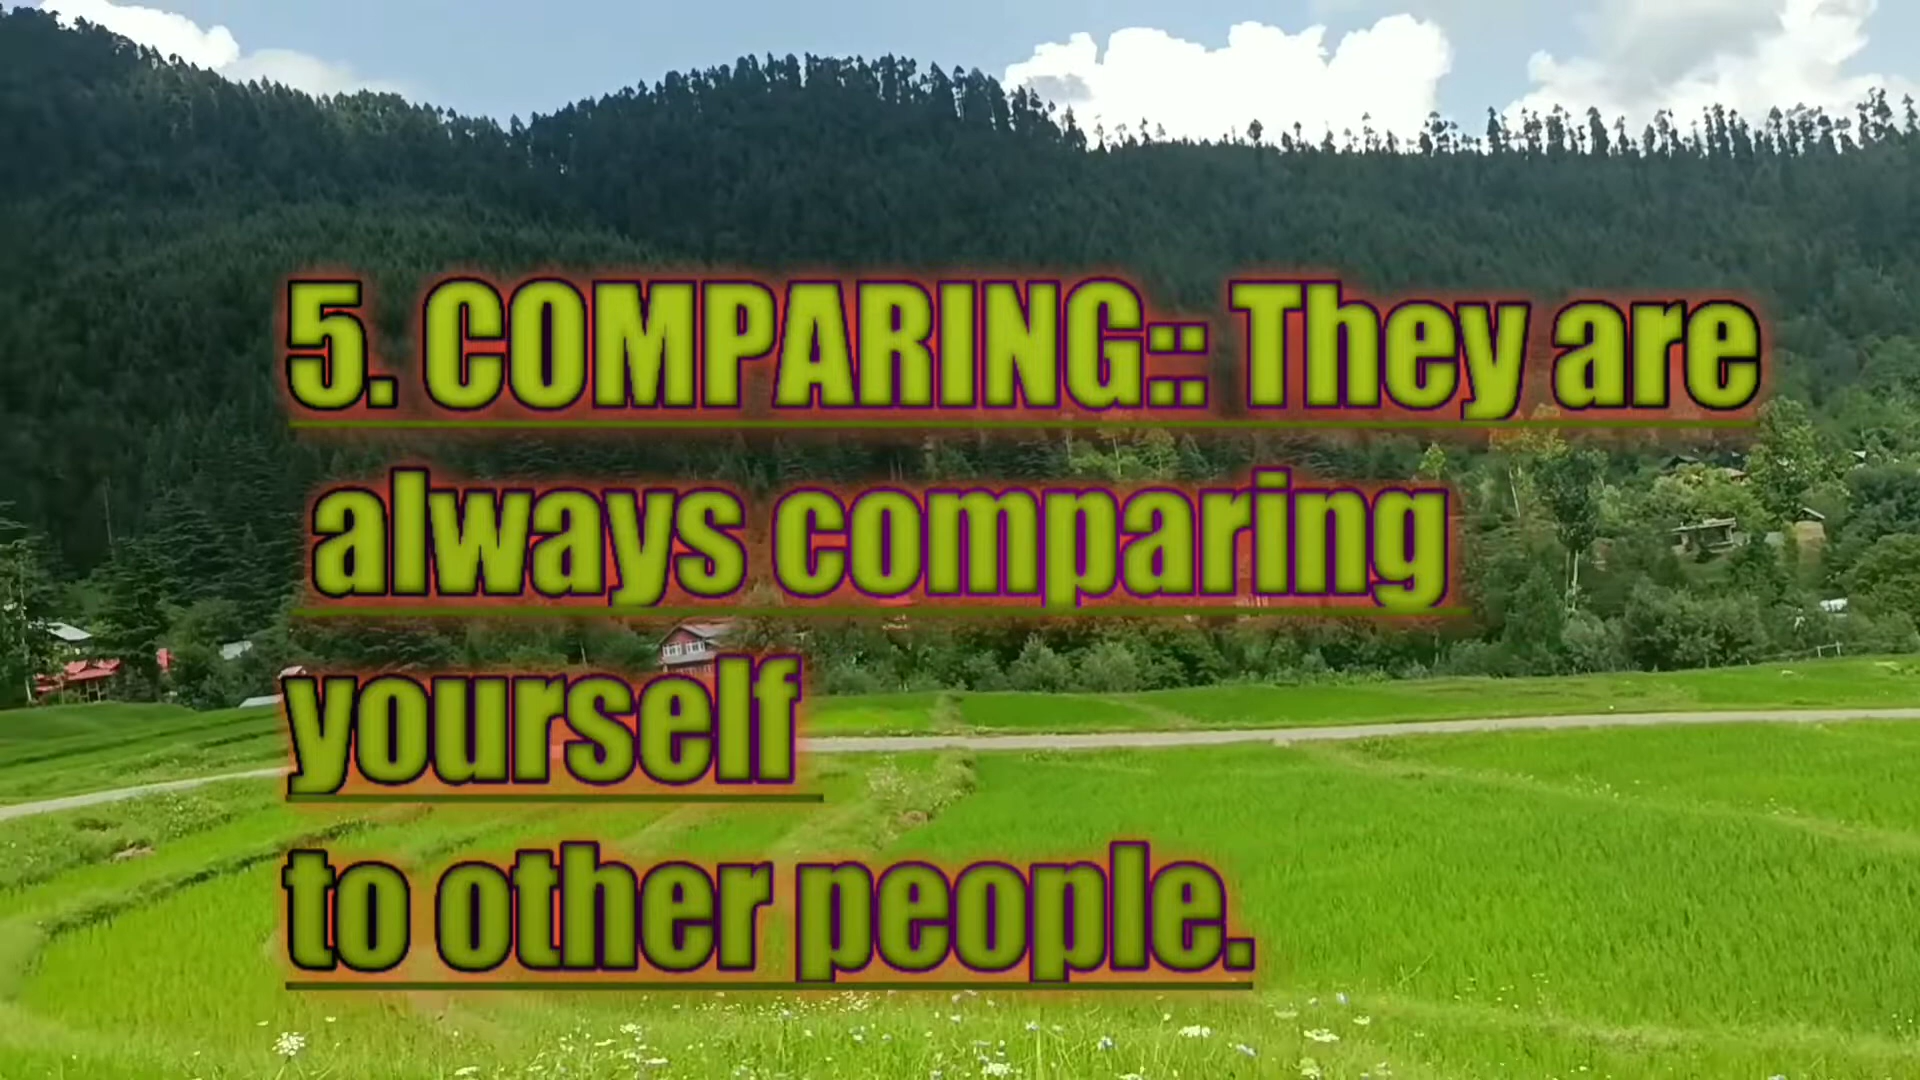 5. COMPARING:: They are
always comparing
yourself
to other people.